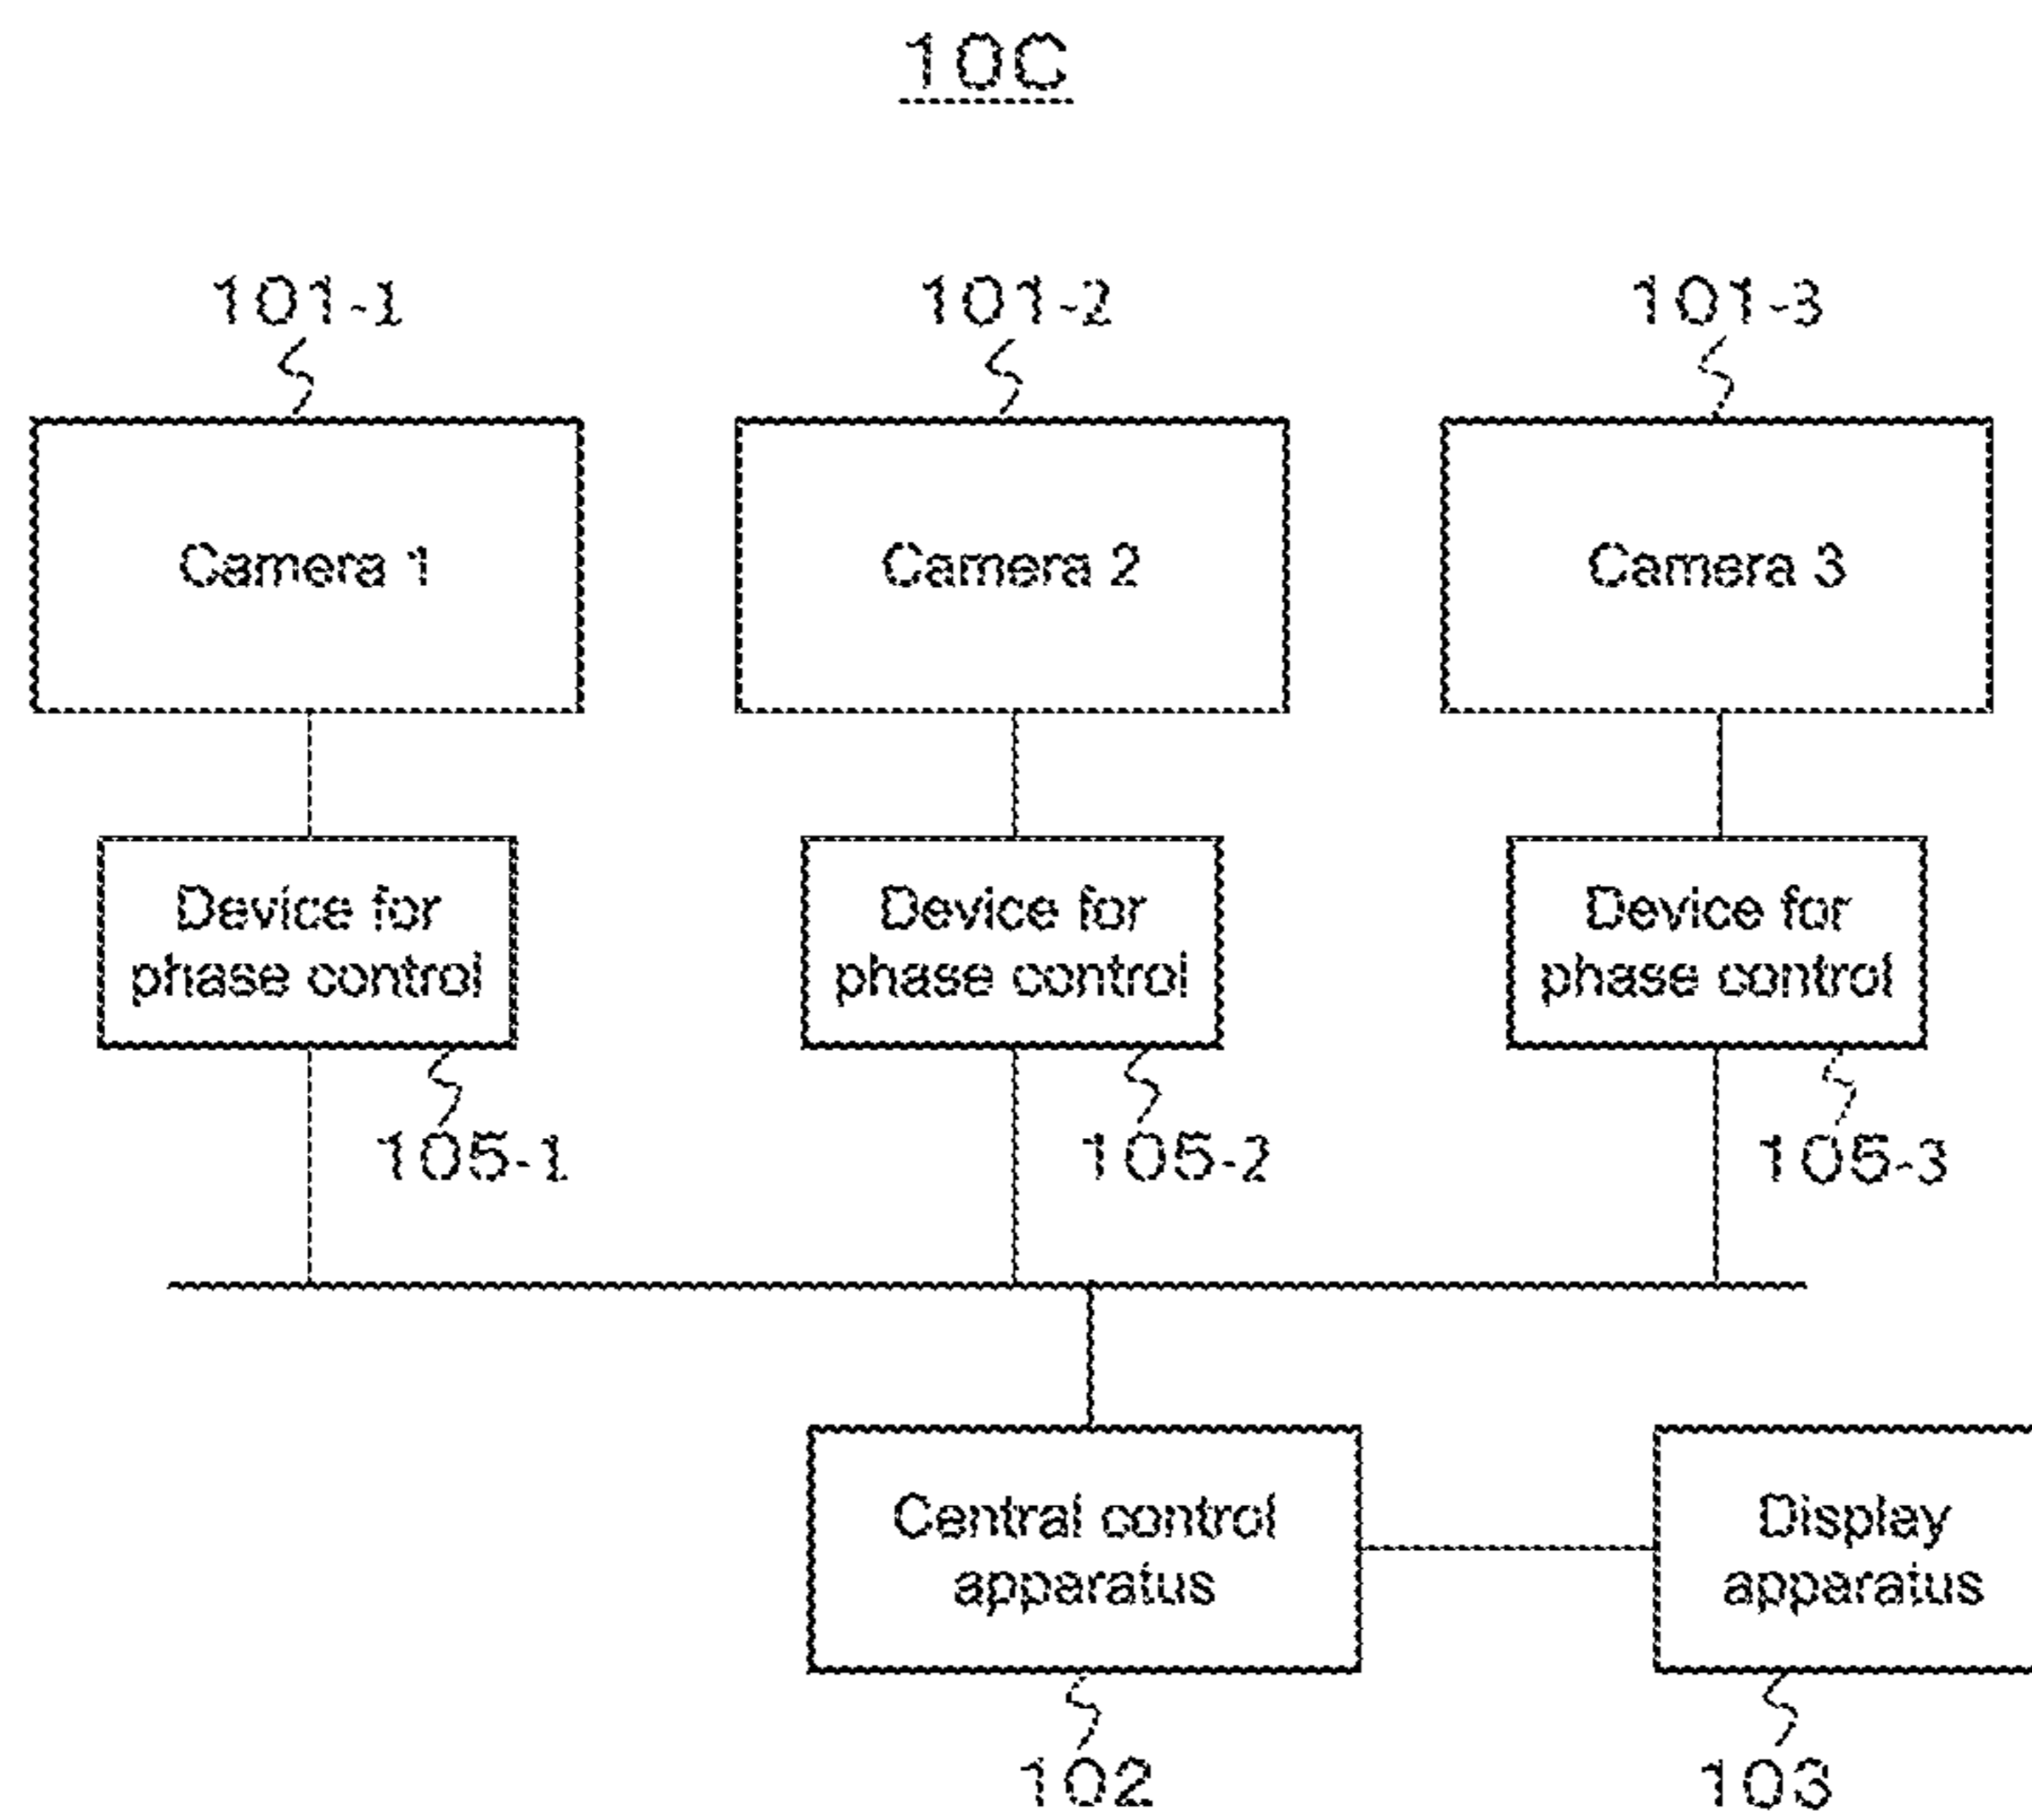 10C
101-1
101-2
101-3
Camera 1
Camera 2
Camera 3
Device for
phase control
Device for
phase control
Device for
phase control
105-1
105-2
105-3
Central control
apparatus
Display
apparatus
102
103